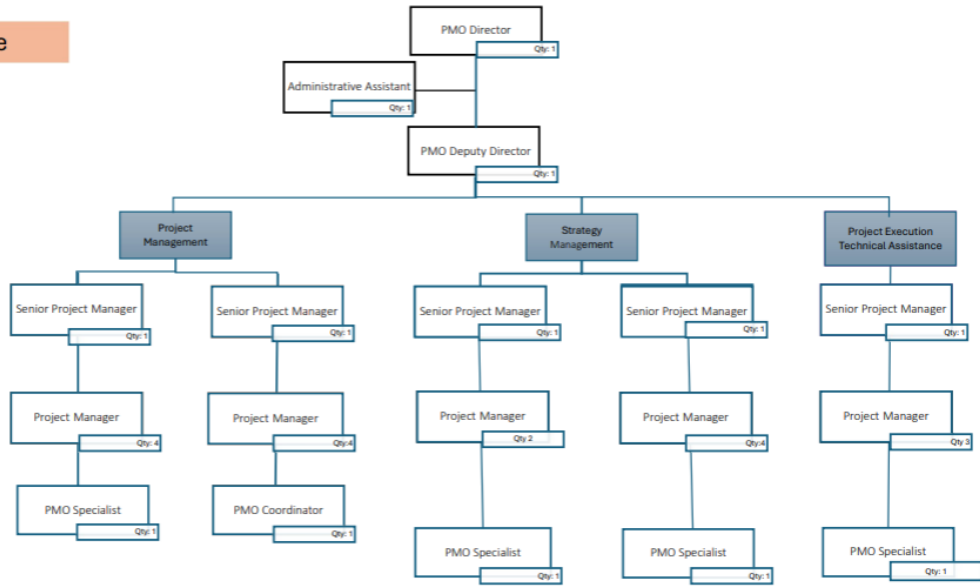 e
PMO Director
Qty: 1
Administrative Assistant
Qty: 1
PMO Deputy Director
Qty: 1
Project
Management
Strategy
Management
Project Execution
Technical Assistance
Senior Project Manager
Qty: 1
Senior Project Manager
Qty: 1
Senior Project Manager
Qty: 1
Senior Project Manager
Qty: 1
Senior Project Manager
Qty: 1
Project Manager
Qty: 4
Project Manager
Qty:4
Project Manager
Qty 2
Project Manager
Qty:4
Project Manager
Qty 3
PMO Specialist
Qty: 1
PMO Coordinator
Qty: 1
PMO Specialist
Qty: 1
PMO Specialist
Qty: 1
PMO Specialist
Qty: 1